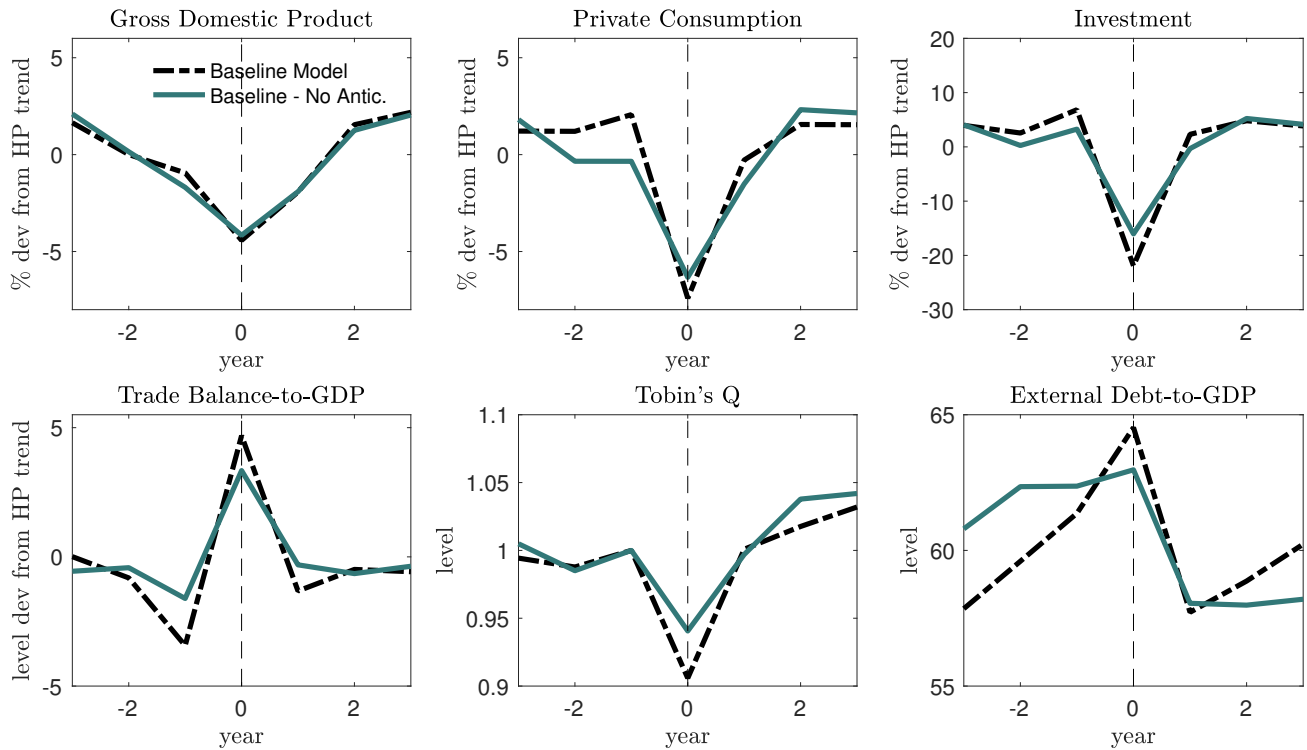 Gross Domestic Product
% dev from HP trend
5
0
-5
Baseline Model
Baseline - No Antic.
-2
0
2
year
Private Consumption
% dev from HP trend
5
0
-5
-2
0
2
year
Investment
% dev from HP trend
20
10
0
-10
-20
-30
-2
0
2
year
Trade Balance-to-GDP
level dev from HP trend
5
0
-5
-2
0
2
year
Tobin's Q
level
1.1
1.05
1
0.95
0.9
-2
0
2
year
External Debt-to-GDP
level
65
60
55
-2
0
2
year